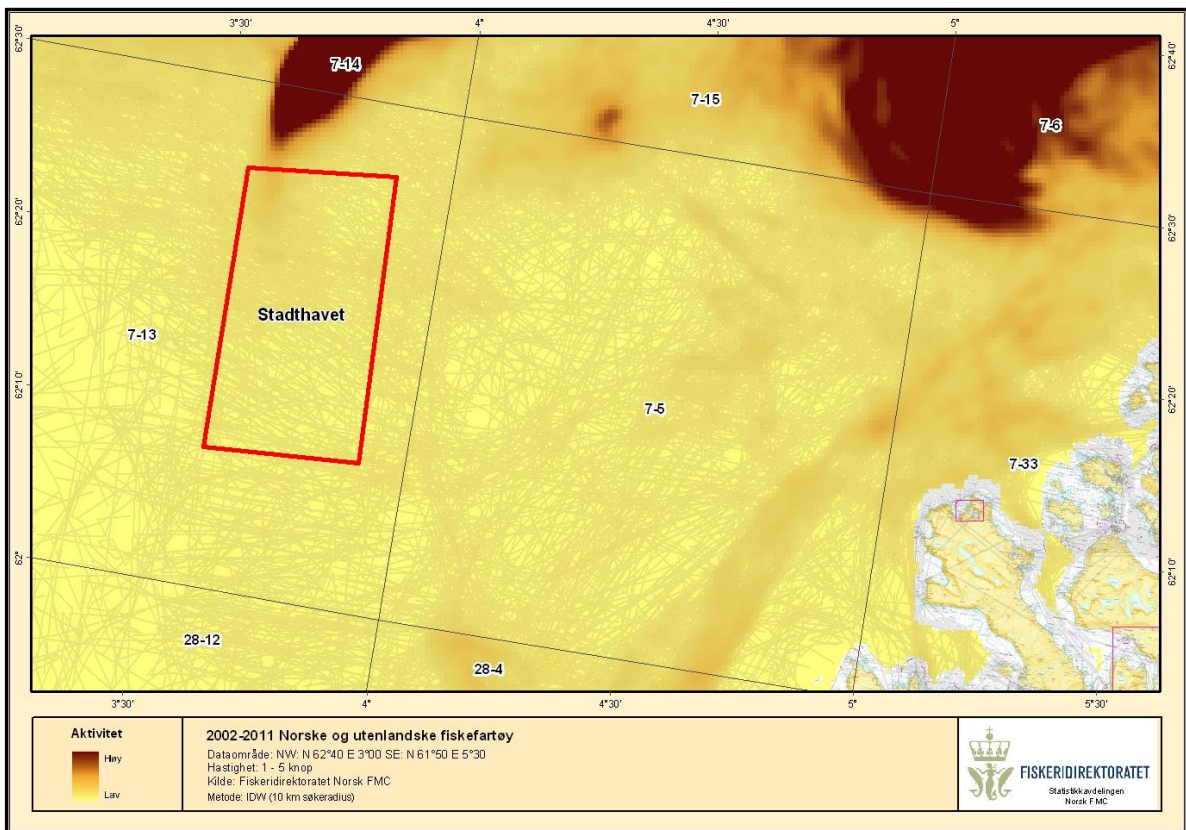 3°30'
4°
4°30'
5°
62°30'
62°40'
7-14
7-15
7-6
62°20'
62°30'
Stadthavet
7-13
62°10'
7-5
62°20'
7-33
62°
62°10'
28-12
28-4
3°30'
4°
4°30'
5°
5°30'
Aktivitet
Høy
Lav
2002-2011 Norske og utenlandske fiskefartøy
Dataområde: NW: N 62°40 E 3°00 SE: N 61°50 E 5°30
Hastighet: 1 - 5 knop
Kilde: Fiskeridirektoratet Norsk FMC
Metode: IDW (10 km søkeradius)
FISKERIDIREKTORATET
Statistikkavdelingen
Norsk FMC